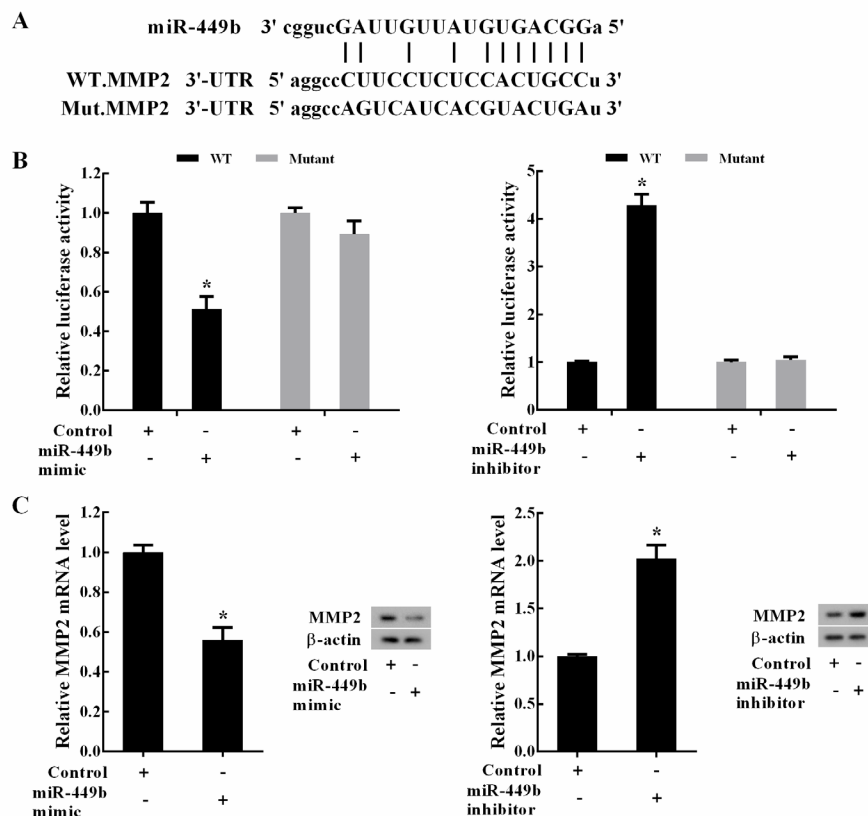 A
miR-449b 3' cggucGAUUGUUAUGUGACGGa 5'
WT.MMP2 3'-UTR 5' aggccCUUCCUCUCCACUGCCu 3'
Mut.MMP2 3'-UTR 5' aggccAGUCAUCACGUACUGAu 3'
B
WT Mutant
Relative luciferase activity
1.2
1.0
0.8
0.6
0.4
0.2
0.0
*
Control + - + -
miR-449b mimic - + - +
WT Mutant
Relative luciferase activity
5
4
3
2
1
0
*
Control + - + -
miR-449b inhibitor - + - +
C
Relative MMP2 mRNA level
1.2
1.0
0.8
0.6
0.4
0.2
0.0
*
Control + -
miR-449b mimic - +
MMP2
β-actin
Control + -
miR-449b mimic - +
Relative MMP2 mRNA level
2.5
2.0
1.5
1.0
0.5
0.0
*
Control + -
miR-449b inhibitor - +
MMP2
β-actin
Control + -
miR-449b inhibitor - +